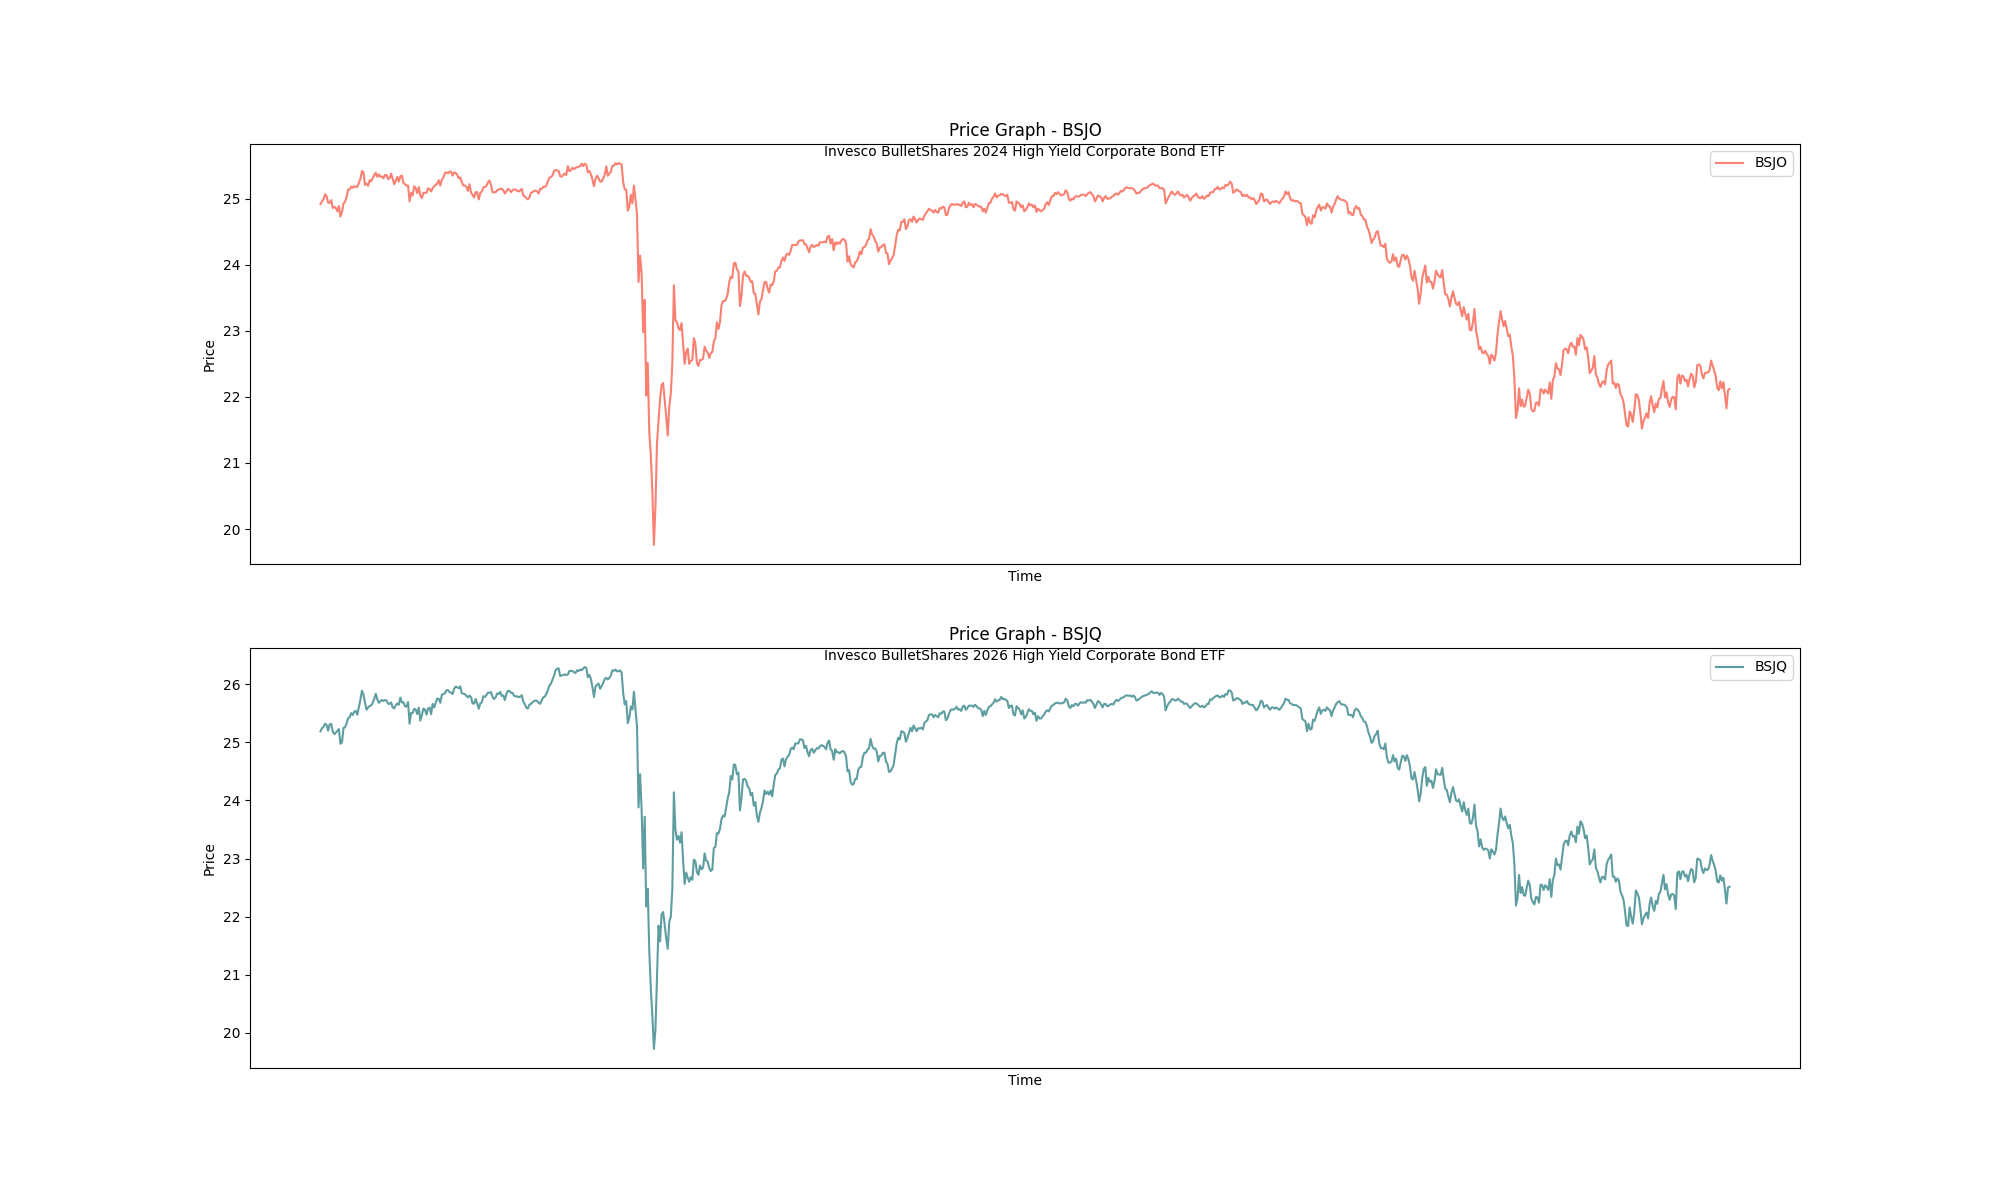 Price Graph - BSJO
Invesco BulletShares 2024 High Yield Corporate Bond ETF
BSJO
25
24
23
22
21
20
Price
Time
Price Graph - BSJQ
Invesco BulletShares 2026 High Yield Corporate Bond ETF
BSJQ
26
25
24
23
22
21
20
Price
Time